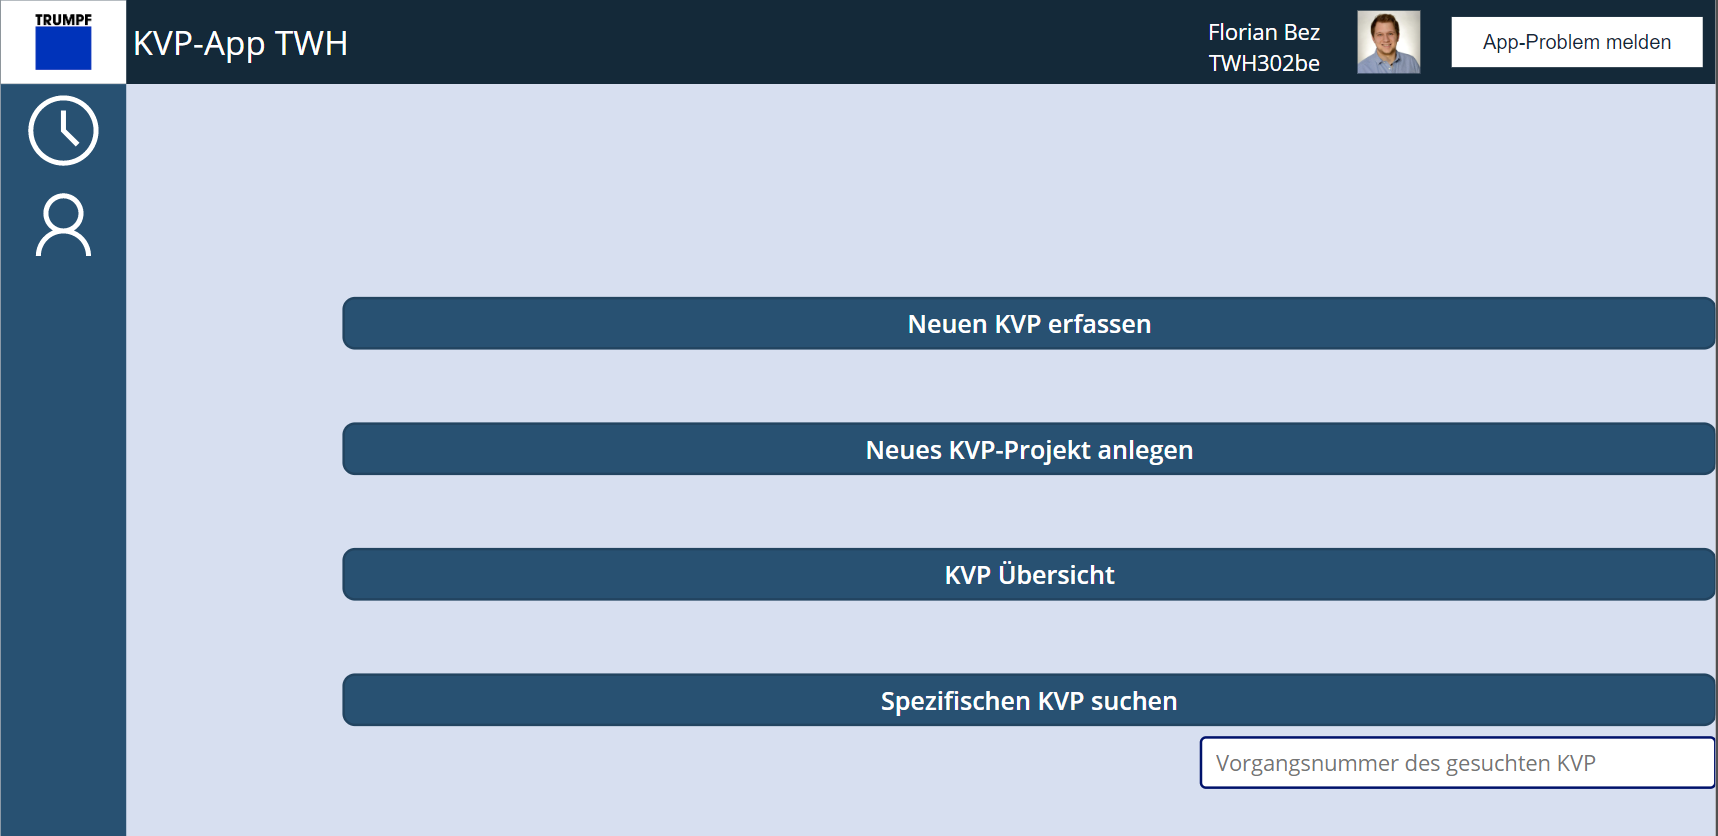 TRUMPF
KVP-App TWH
Florian Bez
TWH302be
App-Problem melden
Neuen KVP erfassen
Neues KVP-Projekt anlegen
KVP Übersicht
Spezifischen KVP suchen
Vorgangsnummer des gesuchten KVP